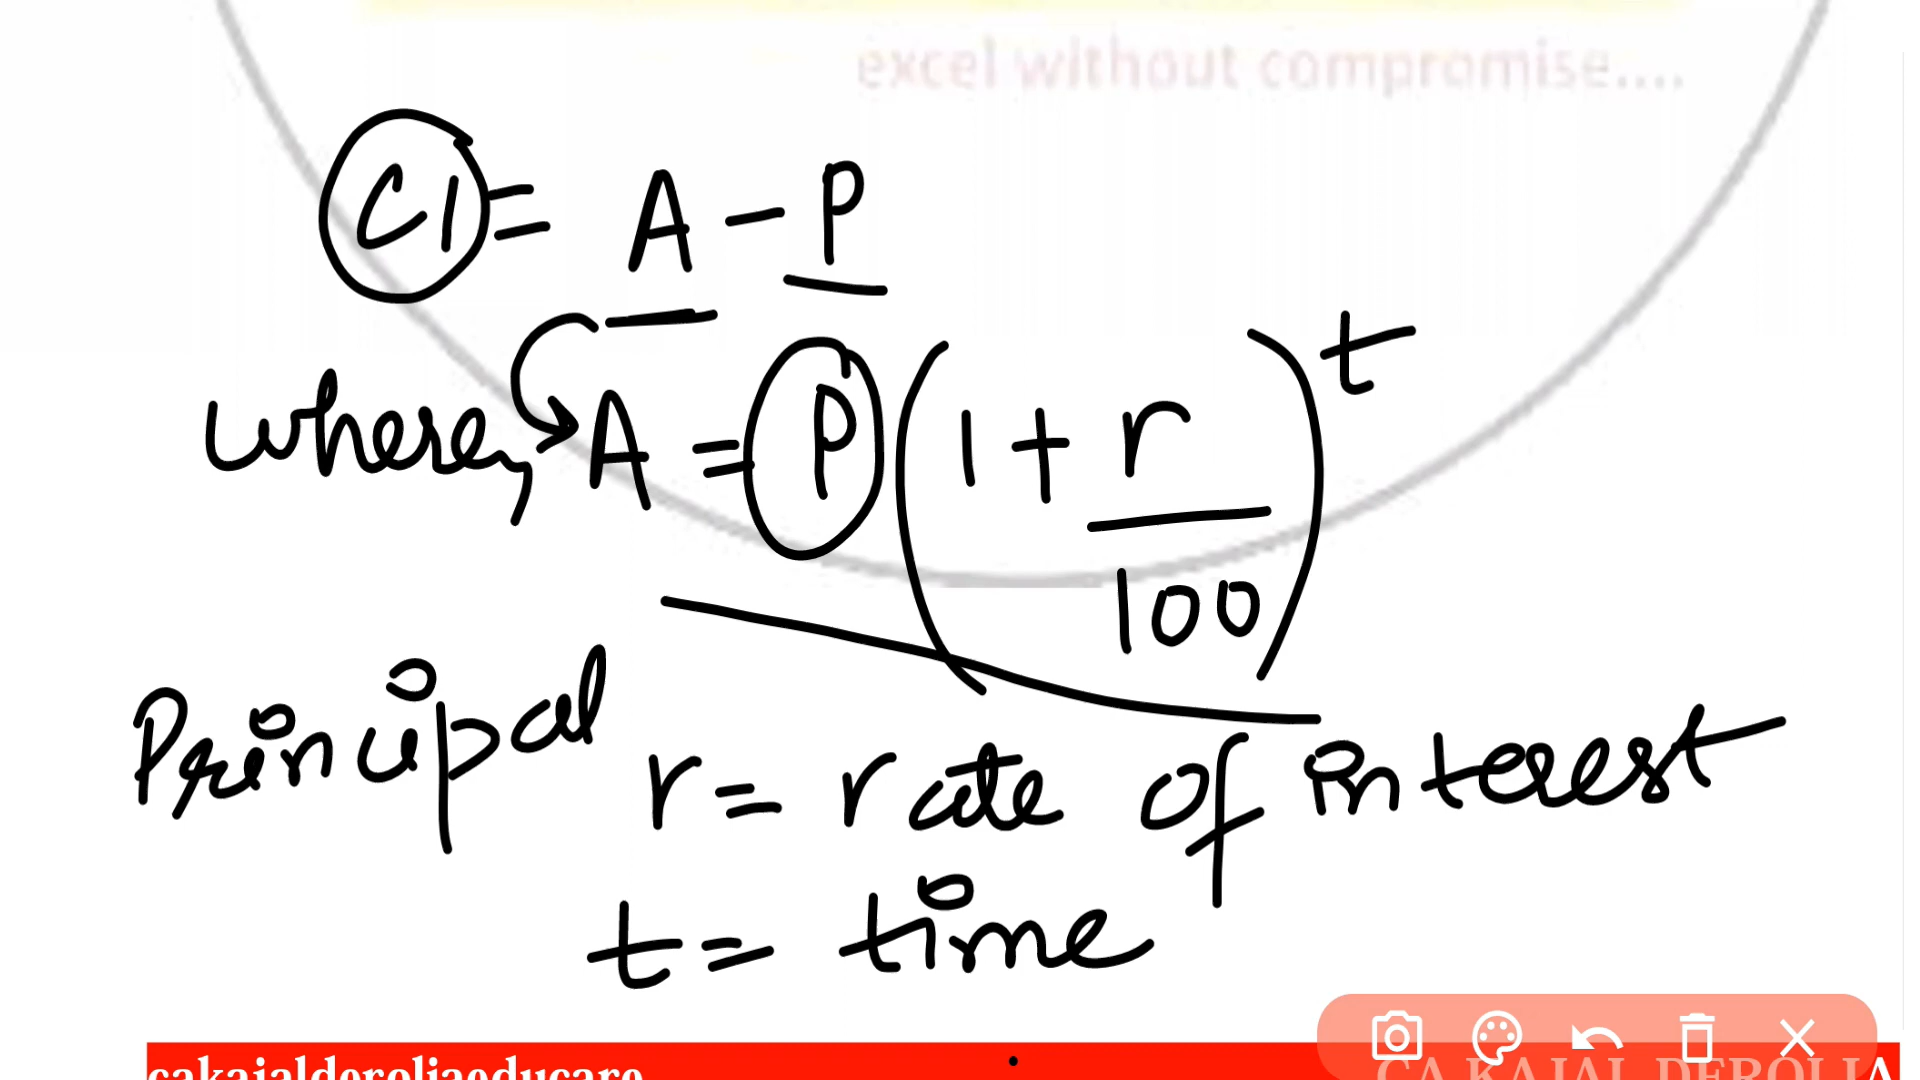 excel without compromise....
CI = A - P
where, A = P (1 + r/100)^t
Principal
r = rate of interest
t = time
cakajalderoliaeducare
CA KAJAL DEROLIA